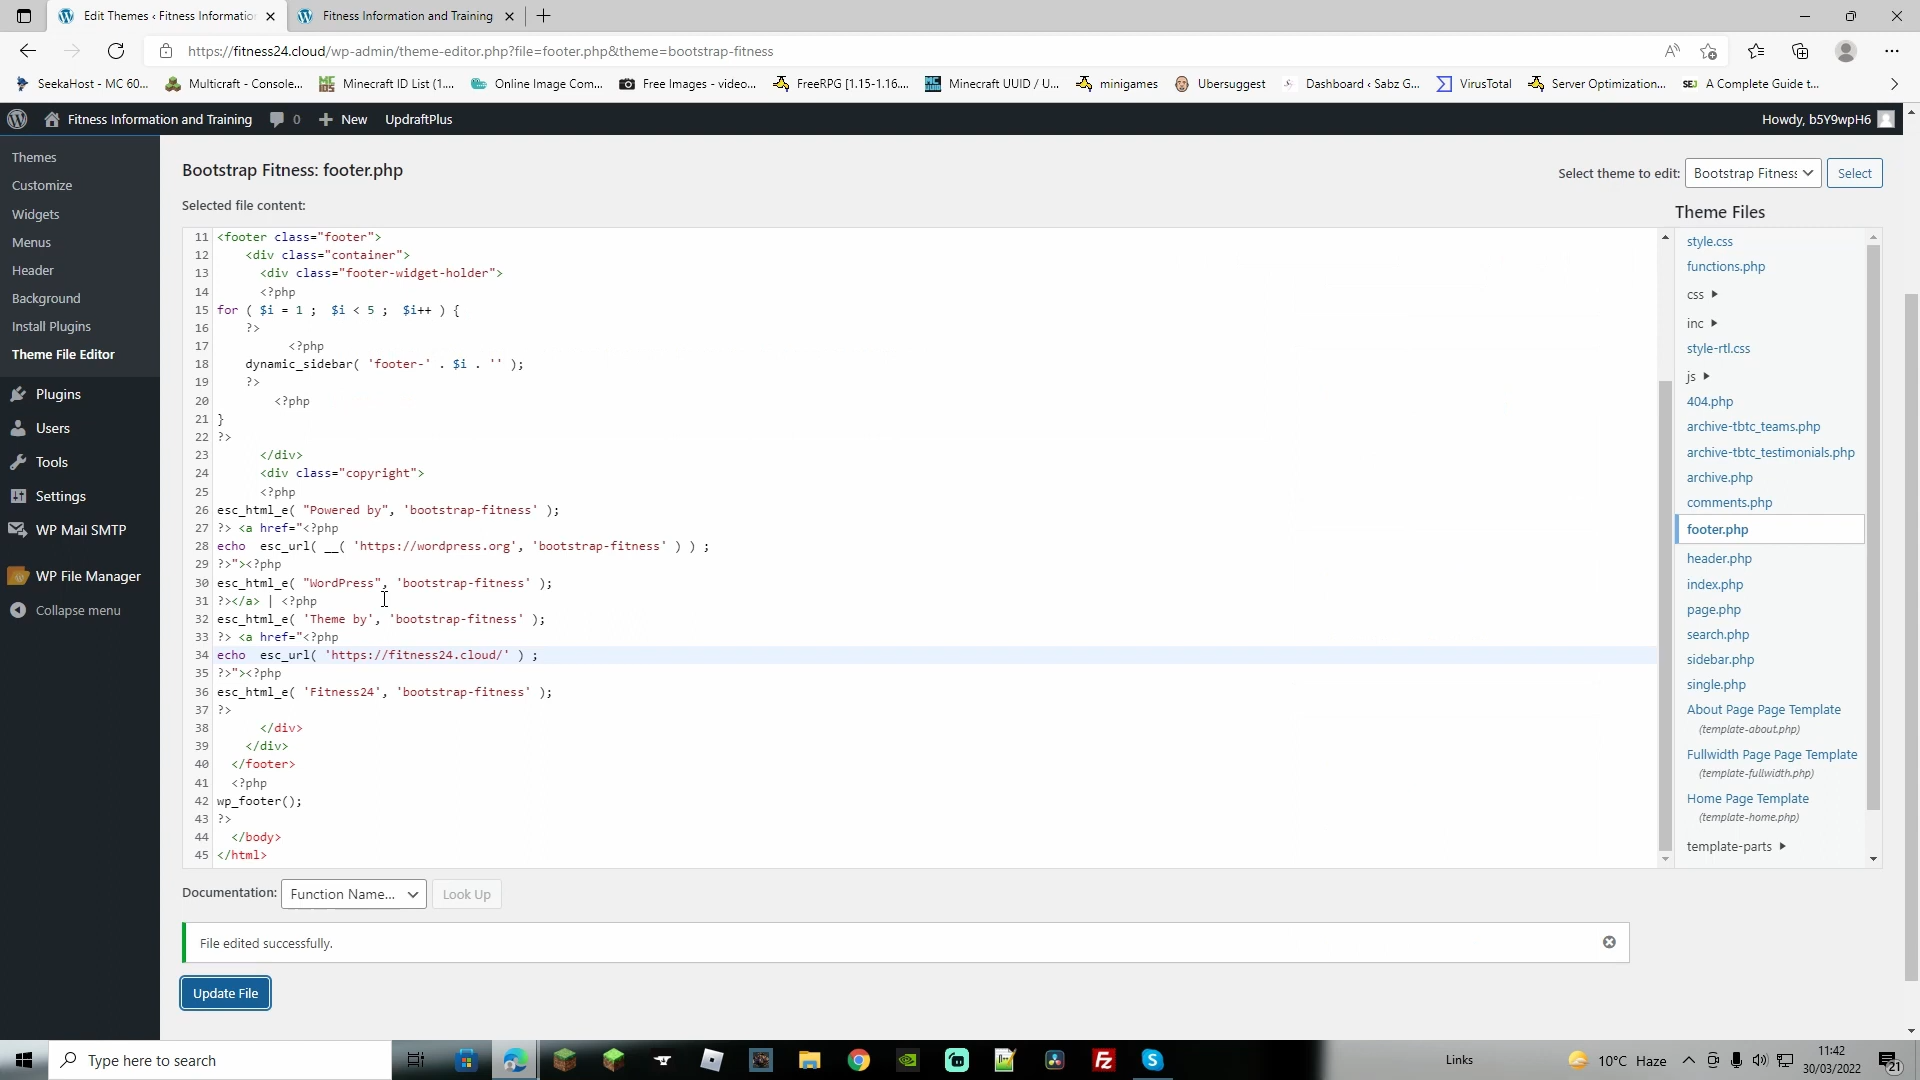 Edit Themes ‹ Fitness Information
Fitness Information and Training
https://fitness24.cloud/wp-admin/theme-editor.php?file=footer.php&theme=bootstrap-fitness
SeekaHost - MC 60...
Multicraft - Console...
Minecraft ID List (1....
Online Image Com...
Free Images - video...
FreeRPG [1.15-1.16....
Minecraft UUID / U...
minigames
Ubersuggest
Dashboard ‹ Sabz G...
VirusTotal
Server Optimization...
SEJ A Complete Guide t...
Fitness Information and Training
0
New
UpdraftPlus
Howdy, b5Y9wpH6
Themes
Customize
Widgets
Menus
Header
Background
Install Plugins
Theme File Editor
Plugins
Users
Tools
Settings
WP Mail SMTP
WP File Manager
Collapse menu
Bootstrap Fitness: footer.php
Select theme to edit: Bootstrap Fitness Select
Selected file content:
11 <footer class="footer">
12 <div class="container">
13 <div class="footer-widget-holder">
14 <?php
15 for ( $i = 1 ; $i < 5 ; $i++ ) {
16 ?>
17 <?php
18 dynamic_sidebar( 'footer-' . $i . '' );
19 ?>
20 <?php
21 }
22 ?>
23 </div>
24 <div class="copyright">
25 <?php
26 esc_html_e( "Powered by", 'bootstrap-fitness' );
27 ?> <a href="<?php
28 echo esc_url( __( 'https://wordpress.org', 'bootstrap-fitness' ) ) ;
29 ?>"><?php
30 esc_html_e( "WordPress", 'bootstrap-fitness' );
31 ?></a> | <?php
32 esc_html_e( 'Theme by', 'bootstrap-fitness' );
33 ?> <a href="<?php
34 echo esc_url( 'https://fitness24.cloud/' ) ;
35 ?>"><?php
36 esc_html_e( 'Fitness24', 'bootstrap-fitness' );
37 ?>
38 </div>
39 </div>
40 </footer>
41 <?php
42 wp_footer();
43 ?>
44 </body>
45 </html>
Theme Files
style.css
functions.php
css
inc
style-rtl.css
js
404.php
archive-tbtc_teams.php
archive-tbtc_testimonials.php
archive.php
comments.php
footer.php
header.php
index.php
page.php
search.php
sidebar.php
single.php
About Page Page Template
(template-about.php)
Fullwidth Page Page Template
(template-fullwidth.php)
Home Page Template
(template-home.php)
template-parts
Documentation: Function Name... Look Up
File edited successfully.
Update File
Type here to search
Links
10°C Haze
11:42
30/03/2022
21